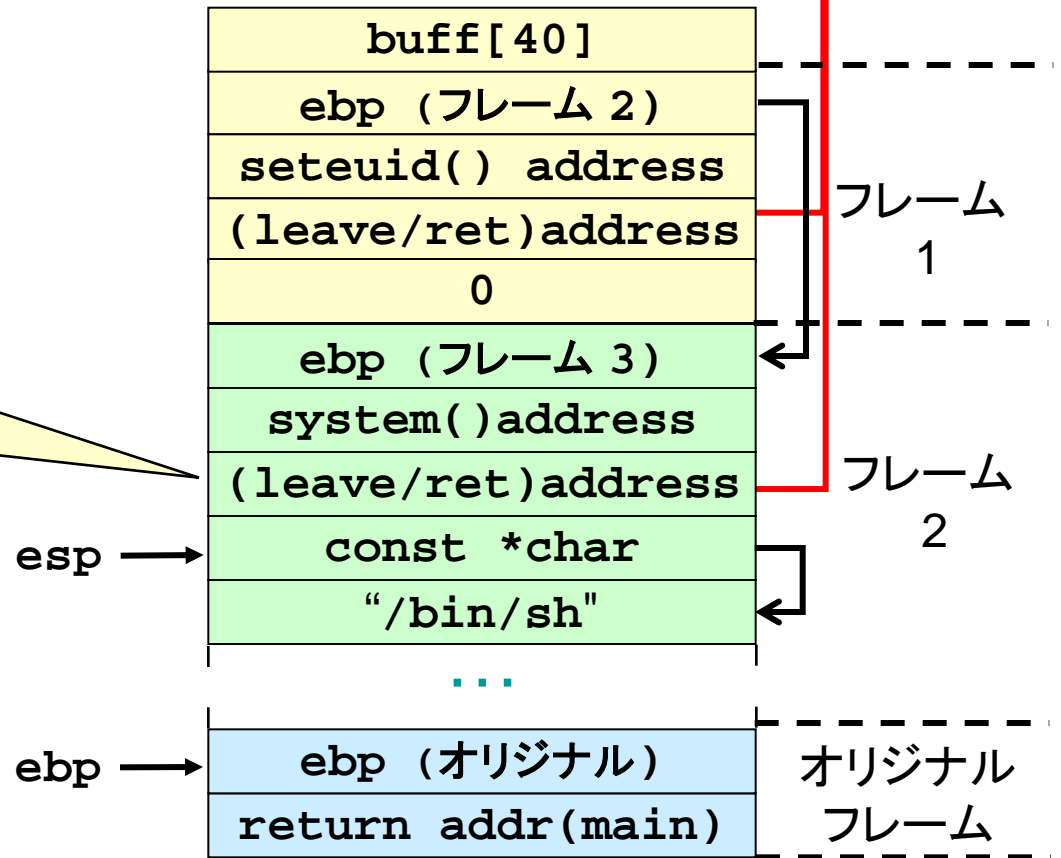 buff[40]
ebp (フレーム 2)
seteuid() address
(leave/ret)address
0
フレーム
1
ebp (フレーム 3)
system()address
(leave/ret)address
esp
const *char
“/bin/sh"
フレーム
2
...
ebp
ebp (オリジナル)
return addr(main)
オリジナル
フレーム